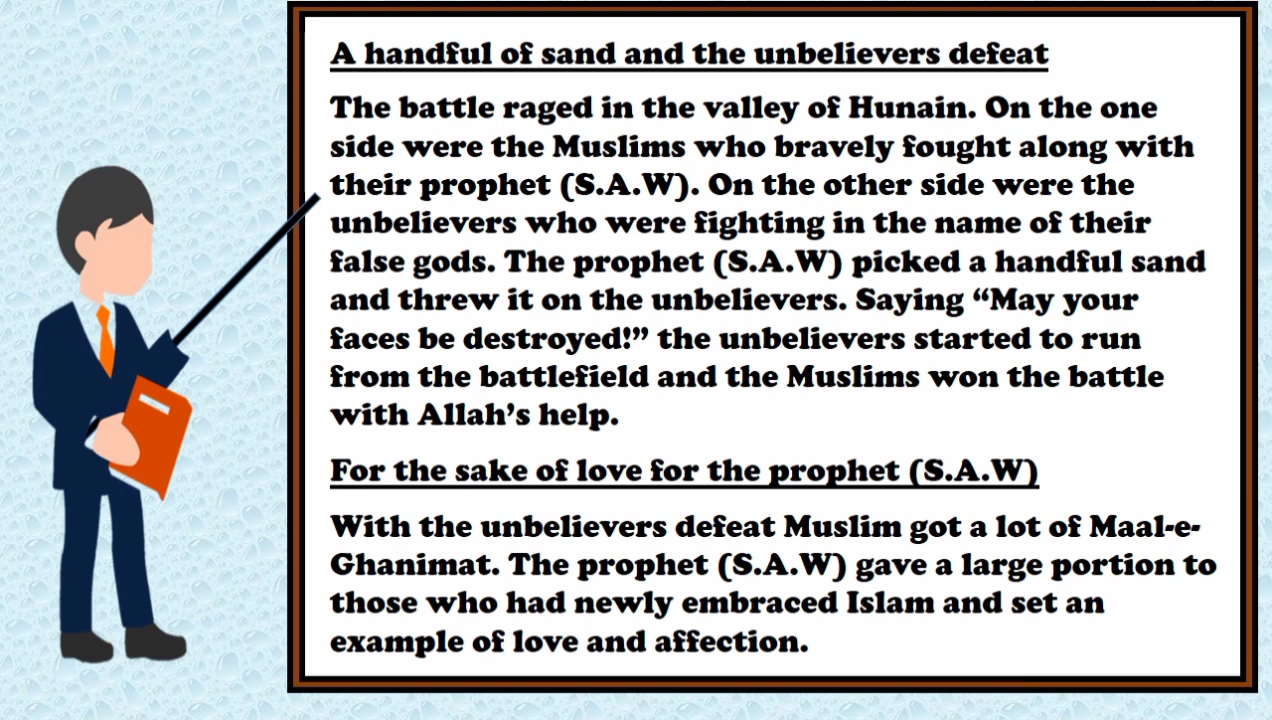 A handful of sand and the unbelievers defeat
The battle raged in the valley of Hunain. On the one
side were the Muslims who bravely fought along with
their prophet (S.A.W). On the other side were the
unbelievers who were fighting in the name of their
false gods. The prophet (S.A.W) picked a handful sand
and threw it on the unbelievers. Saying “May your
faces be destroyed!” the unbelievers started to run
from the battlefield and the Muslims won the battle
with Allah’s help.
For the sake of love for the prophet (S.A.W)
With the unbelievers defeat Muslim got a lot of Maal-e-
Ghanimat. The prophet (S.A.W) gave a large portion to
those who had newly embraced Islam and set an
example of love and affection.